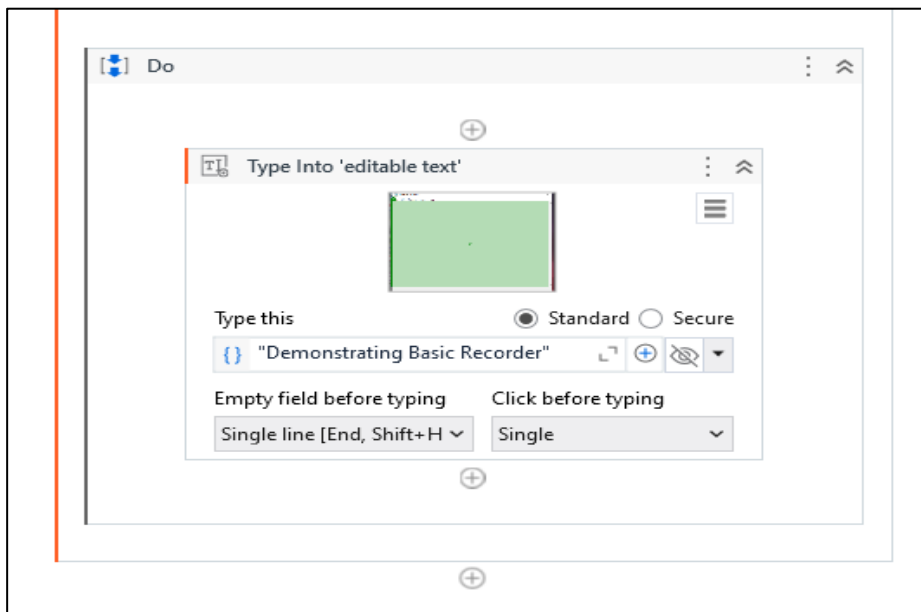 Do
Type Into 'editable text'
Type this
Standard
Secure
"Demonstrating Basic Recorder"
Empty field before typing
Click before typing
Single line [End, Shift+H
Single